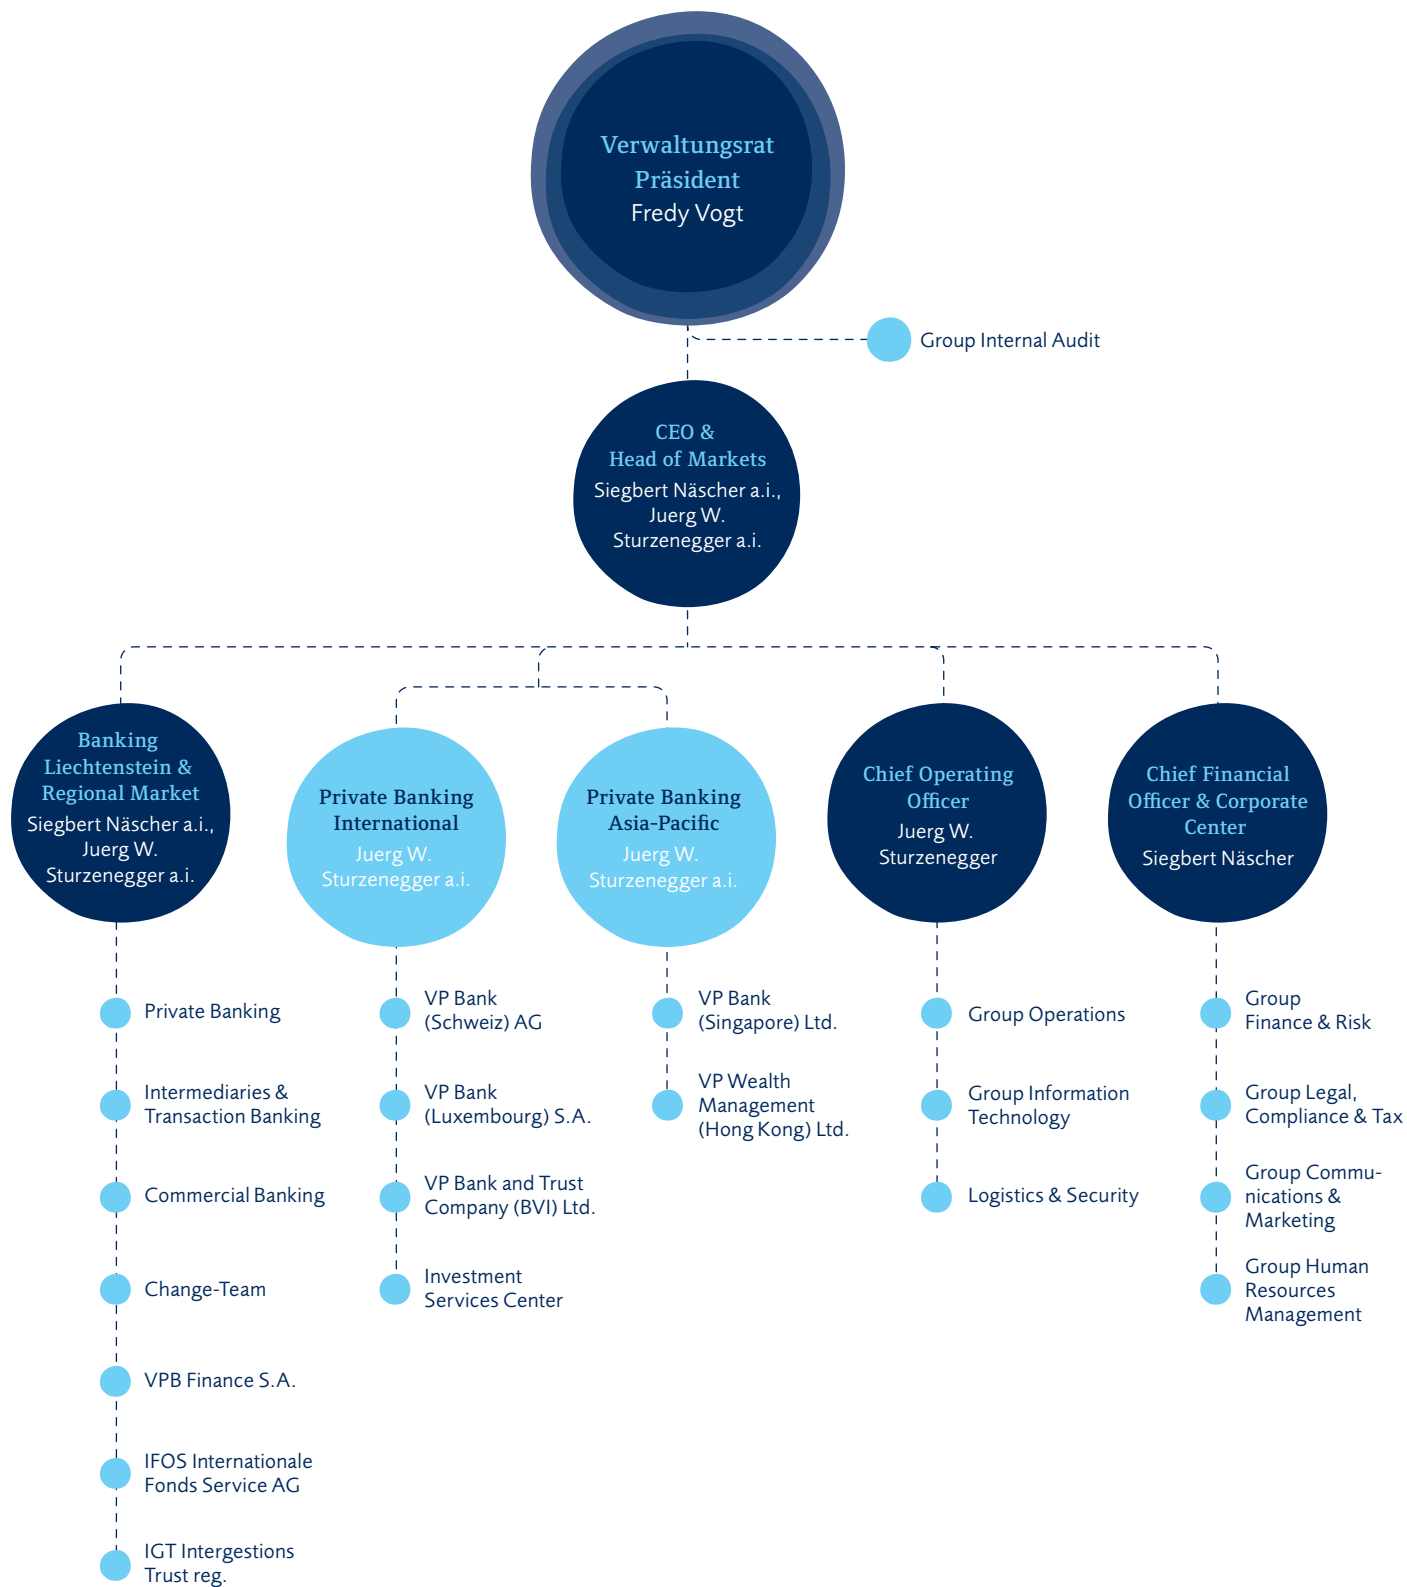 Verwaltungsrat
Präsident
Fredy Vogt
Group Internal Audit
CEO &
Head of Markets
Siegbert Näscher a.i.,
Juerg W.
Sturzenegger a.i.
Banking
Liechtenstein &
Regional Market
Siegbert Näscher a.i.,
Juerg W.
Sturzenegger a.i.
Private Banking
International
Juerg W.
Sturzenegger a.i.
Private Banking
Asia-Pacific
Juerg W.
Sturzenegger a.i.
Chief Operating
Officer
Juerg W.
Sturzenegger
Chief Financial
Officer & Corporate
Center
Siegbert Näscher
Private Banking
Intermediaries &
Transaction Banking
Commercial Banking
Change-Team
VPB Finance S.A.
IFOS Internationale
Fonds Service AG
IGT Intergestions
Trust reg.
VP Bank
(Schweiz) AG
VP Bank
(Luxembourg) S.A.
VP Bank and Trust
Company (BVI) Ltd.
Investment
Services Center
VP Bank
(Singapore) Ltd.
VP Wealth
Management
(Hong Kong) Ltd.
Group Operations
Group Information
Technology
Logistics & Security
Group
Finance & Risk
Group Legal,
Compliance & Tax
Group Commu-
nications &
Marketing
Group Human
Resources
Management